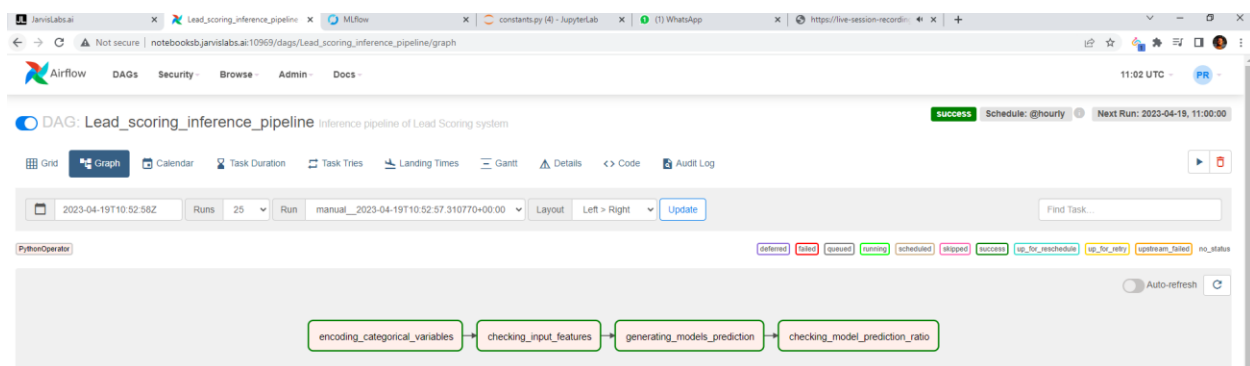 JarvisLabs.ai Lead_scoring_inference_pipeline MLflow constants.py (4) - JupyterLab (1) WhatsApp https://live-session-recording
Not secure | notebooksb.jarvislabs.ai:10969/dags/Lead_scoring_inference_pipeline/graph
Airflow DAGs Security Browse Admin Docs 11:02 UTC PR
DAG: Lead_scoring_inference_pipeline Inference pipeline of Lead Scoring system success Schedule: @hourly Next Run: 2023-04-19, 11:00:00
Grid Graph Calendar Task Duration Task Tries Landing Times Gantt Details <> Code Audit Log
2023-04-19T10:52:58Z Runs 25 Run manual__2023-04-19T10:52:57.310770+00:00 Layout Left > Right Update Find Task...
PythonOperator deferred failed queued running scheduled skipped success up_for_reschedule up_for_retry upstream_failed no_status
Auto-refresh
encoding_categorical_variables checking_input_features generating_models_prediction checking_model_prediction_ratio